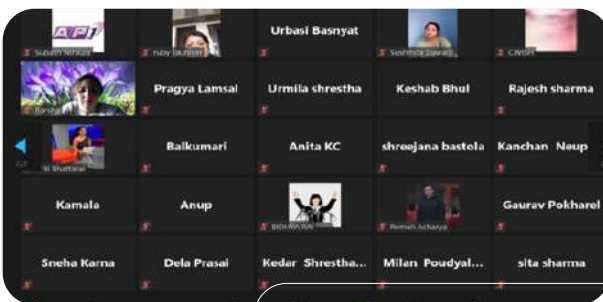 AP1
Urbasi Basnyat
Pragya Lamsal
Urmila shrestha
Keshab Bhul
Rajesh sharma
Balkumari
Anita KC
shreejana bastola
Kanchan Neup
Kamala
Anup
Gaurav Pokharel
Sneha Karna
Dela Prasai
Kedar Shrestha...
Milan Poudyal...
sita sharma